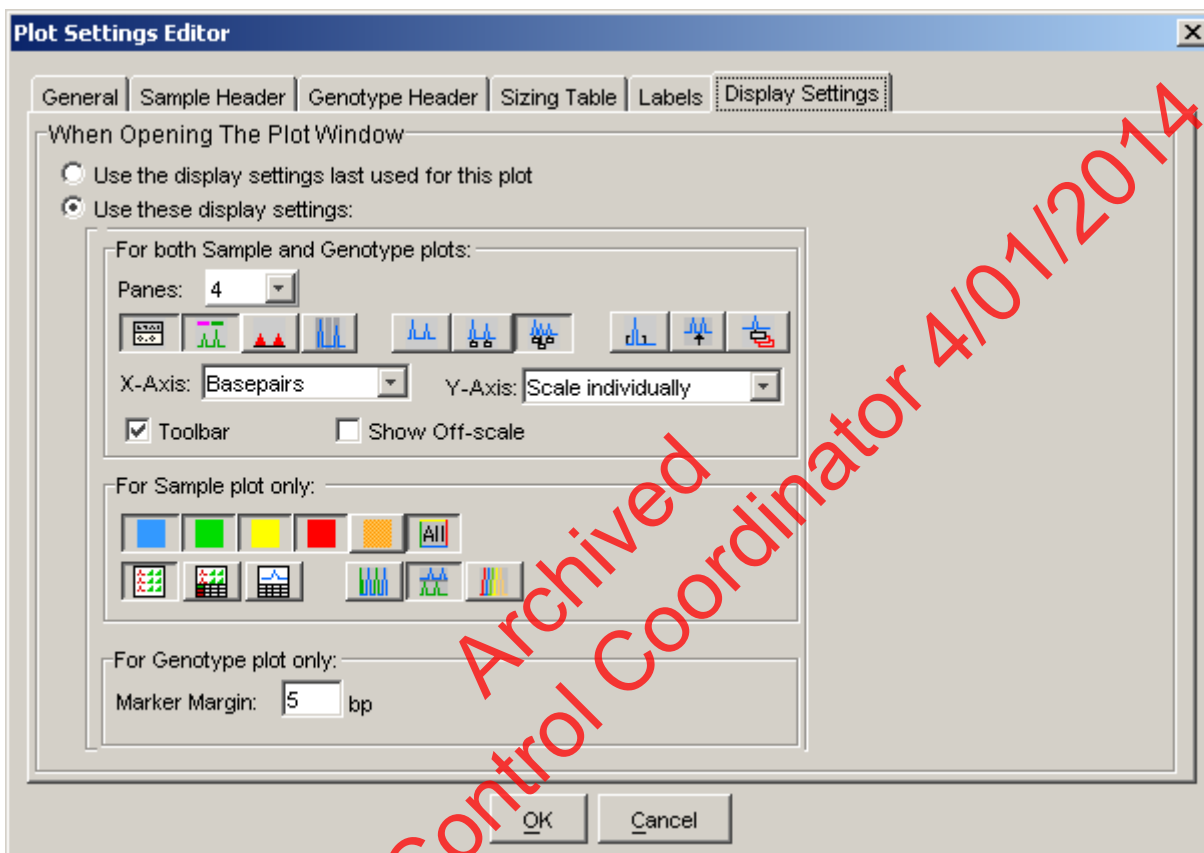 Plot Settings Editor
General Sample Header Genotype Header Sizing Table Labels Display Settings
When Opening The Plot Window
Use the display settings last used for this plot
Use these display settings:
For both Sample and Genotype plots:
Panes: 4
X-Axis: Basepairs Y-Axis: Scale individually
Toolbar Show Off-scale
For Sample plot only:
All
For Genotype plot only:
Marker Margin: 5 bp
OK Cancel
Archived
Control Coordinator 4/01/2014